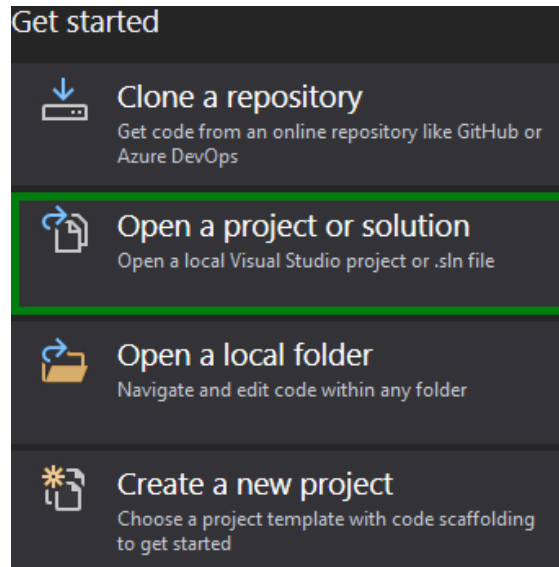 Get started
Clone a repository
Get code from an online repository like GitHub or
Azure DevOps
Open a project or solution
Open a local Visual Studio project or .sln file
Open a local folder
Navigate and edit code within any folder
Create a new project
Choose a project template with code scaffolding
to get started